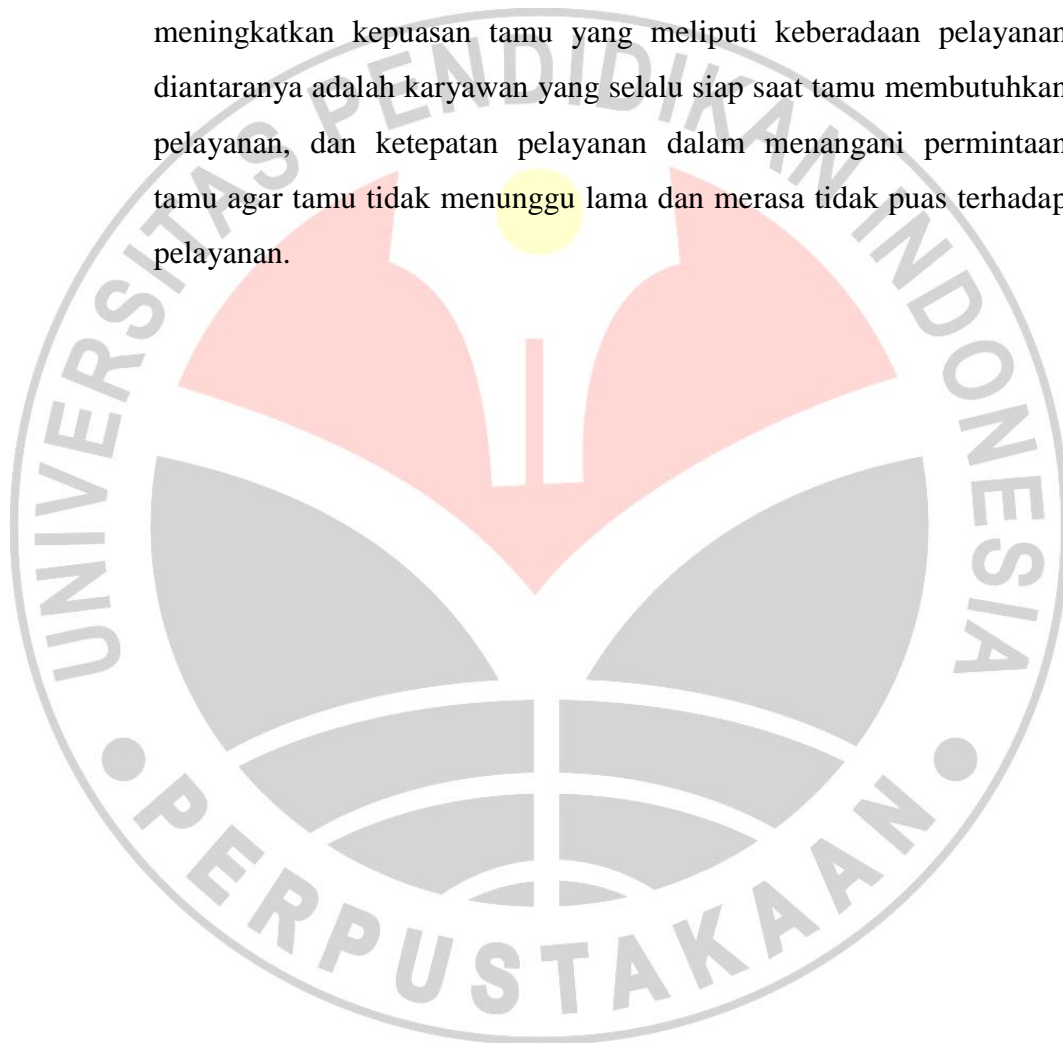 meningkatkan kepuasan tamu yang meliputi keberadaan pelayanan
diantaranya adalah karyawan yang selalu siap saat tamu membutuhkan
pelayanan, dan ketepatan pelayanan dalam menangani permintaan
tamu agar tamu tidak menunggu lama dan merasa tidak puas terhadap
pelayanan.
UNIVERSITAS PENDIDIKAN INDONESIA
PERPUSTAKAAN